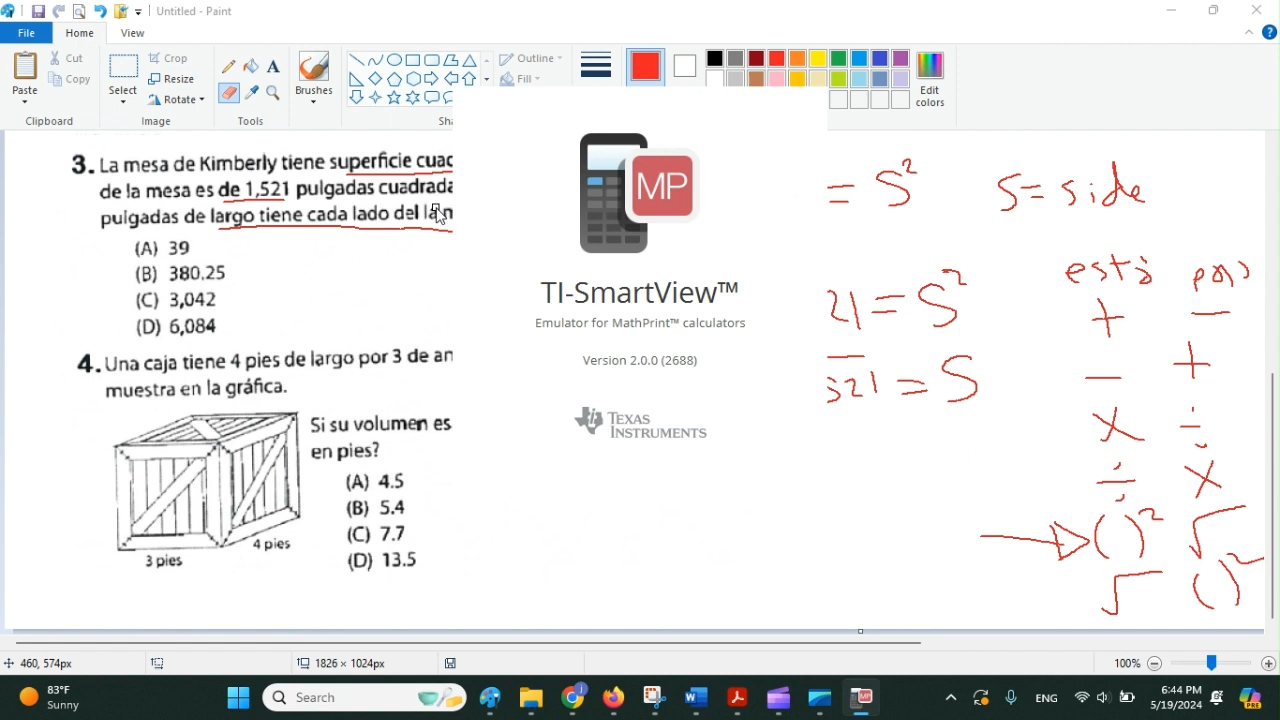 Untitled - Paint
File
Home
View
Paste
Cut
Copy
Clipboard
Select
Crop
Resize
Rotate
Image
Tools
Brushes
Outline
Fill
Edit
colors
3. La mesa de Kimberly tiene superficie cuad
de la mesa es de 1,521 pulgadas cuadrada
pulgadas de largo tiene cada lado del
(A) 39
(B) 380.25
(C) 3,042
(D) 6,084
4. Una caja tiene 4 pies de largo por 3 de an
muestra en la gráfica.
Si su volumen es
en pies?
(A) 4.5
(B) 5.4
(C) 7.7
(D) 13.5
3 pies
4 pies
MP
TI-SmartView™
Emulator for MathPrint™ calculators
Version 2.0.0 (2688)
TEXAS
INSTRUMENTS
= S²
S = side
21 = S²
521 = S
está
+ −
− +
× ÷
÷ ×
( )² √
√ ( )²
460, 574px
1826 × 1024px
100%
83°F
Sunny
Search
ENG
6:44 PM
5/19/2024
PRE